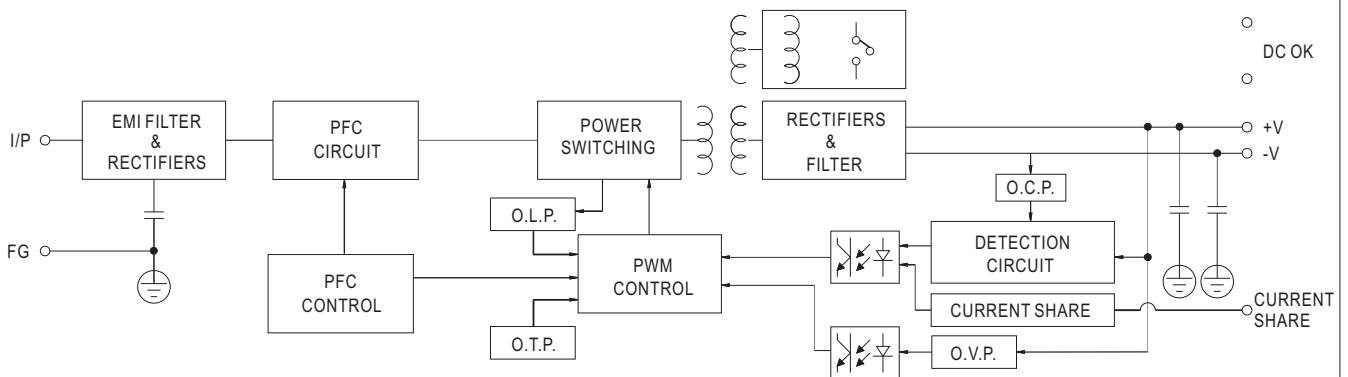 DC OK
I/P
EMI FILTER
&
RECTIFIERS
PFC
CIRCUIT
POWER
SWITCHING
RECTIFIERS
&
FILTER
+V
-V
O.L.P.
O.C.P.
FG
PFC
CONTROL
PWM
CONTROL
DETECTION
CIRCUIT
CURRENT SHARE
CURRENT
SHARE
O.T.P.
O.V.P.